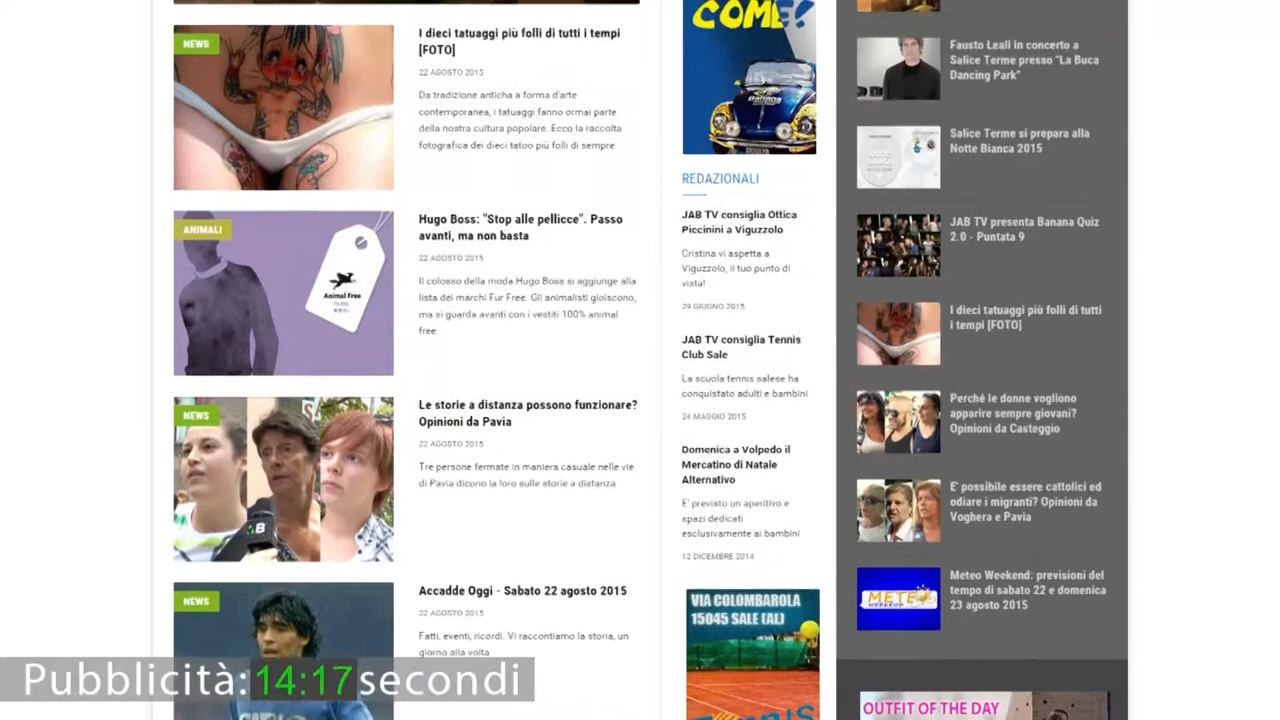 NEWS
I dieci tatuaggi più folli di tutti i tempi
[FOTO]
22 AGOSTO 2015
Da tradizione anticha a forma d'arte
contemporanea, i tatuaggi fanno ormai parte
della nostra cultura popolare. Ecco la raccolta
fotografica dei dieci tatoo più folli di sempre.
ANIMALI
Animal Free
Hugo Boss: "Stop alle pellicce". Passo
avanti, ma non basta
22 AGOSTO 2015
Il colosso della moda Hugo Boss si aggiunge alla
lista dei marchi Fur Free. Gli animalisti gioiscono,
ma si guarda avanti con i vestiti 100% animal
free.
NEWS
Le storie a distanza possono funzionare?
Opinioni da Pavia
22 AGOSTO 2015
Tre persone fermate in maniera casuale nelle vie
di Pavia dicono la loro sulle storie a distanza
NEWS
Accadde Oggi - Sabato 22 agosto 2015
22 AGOSTO 2015
Fatti, eventi, ricordi. Vi raccontiamo la storia, un
giorno alla volta
COME!
Banana
REDAZIONALI
JAB TV consiglia Ottica
Piccinini a Viguzzolo
Cristina vi aspetta a
Viguzzolo, il tuo punto di
vista!
29 GIUGNO 2015
JAB TV consiglia Tennis
Club Sale
La scuola tennis salese ha
conquistato adulti e bambini
24 MAGGIO 2015
Domenica a Volpedo il
Mercatino di Natale
Alternativo
E' previsto un aperitivo e
spazi dedicati
esclusivamente ai bambini
12 DICEMBRE 2014
VIA COLOMBAROLA
15045 SALE (AL)
TENNIS
Fausto Leali in concerto a
Salice Terme presso "La Buca
Dancing Park"
Salice Terme si prepara alla
Notte Bianca 2015
JAB TV presenta Banana Quiz
2.0 - Puntata 9
I dieci tatuaggi più folli di tutti
i tempi [FOTO]
Perché le donne vogliono
apparire sempre giovani?
Opinioni da Casteggio
E' possibile essere cattolici ed
odiare i migranti? Opinioni da
Voghera e Pavia
METEO
WEEKEND
Meteo Weekend: previsioni del
tempo di sabato 22 e domenica
23 agosto 2015
OUTFIT OF THE DAY
Pubblicità: 14:17 secondi